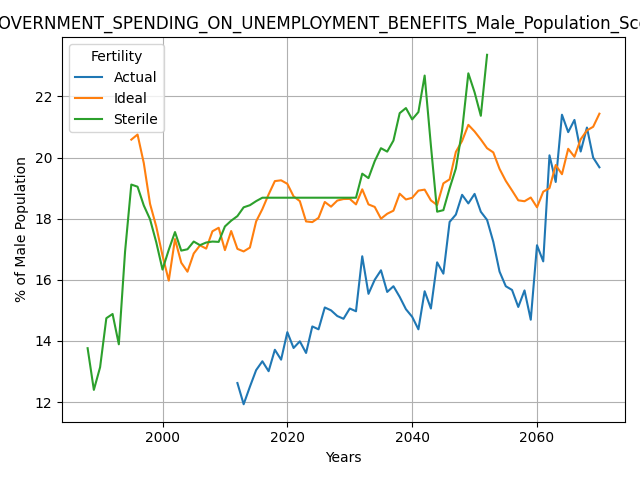 OVERNMENT_SPENDING_ON_UNEMPLOYMENT_BENEFITS_Male_Population_Sc
Fertility
Actual
Ideal
Sterile
% of Male Population
22
20
18
16
14
12
2000
2020
2040
2060
Years